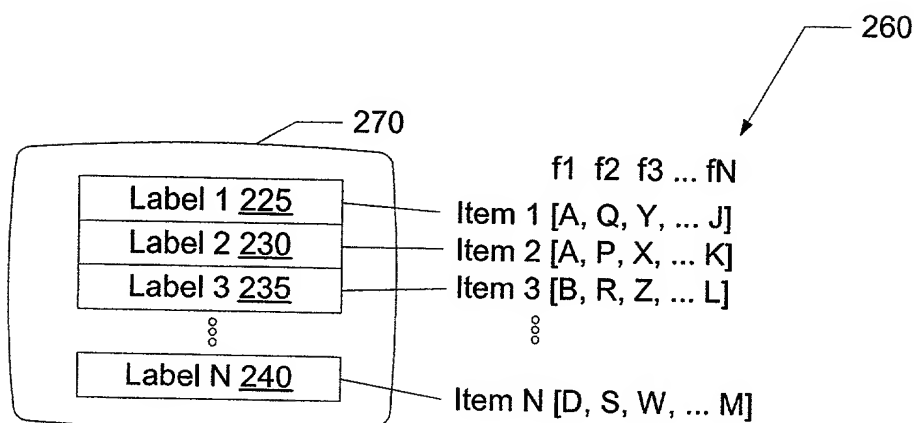 260
270
f1 f2 f3 ... fN
Label 1 225
Item 1 [A, Q, Y, ... J]
Label 2 230
Item 2 [A, P, X, ... K]
Label 3 235
Item 3 [B, R, Z, ... L]
Label N 240
Item N [D, S, W, ... M]